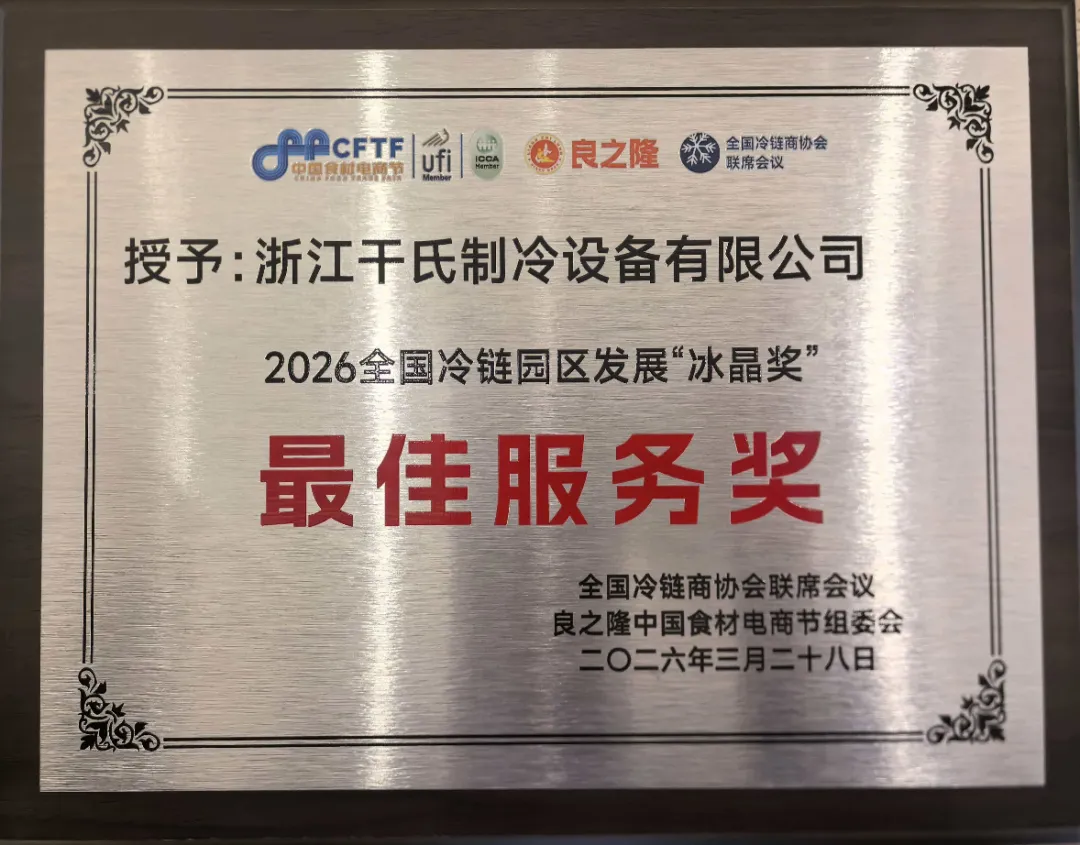 CFTF
中国食材电商节
CHINA FOOD TRADE FAIR
ufi
Member
ICCA
Member
良之隆
全国冷链商协会
联席会议
授予:浙江干氏制冷设备有限公司
2026全国冷链园区发展“冰晶奖”
最佳服务奖
全国冷链商协会联席会议
良之隆中国食材电商节组委会
二〇二六年三月二十八日